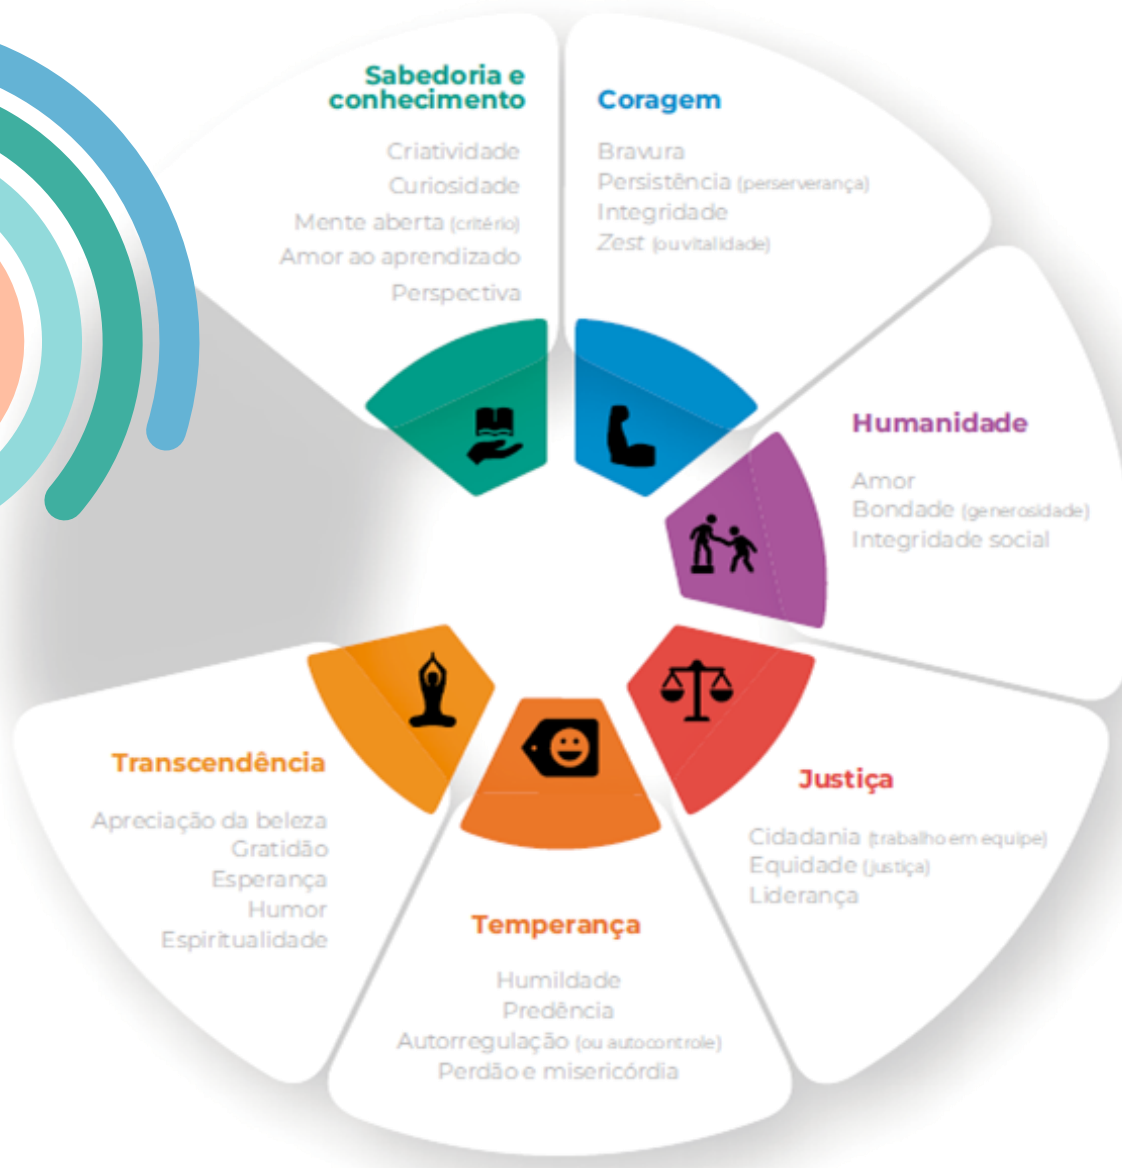 Sabedoria e
conhecimento
Criatividade
Curiosidade
Mente aberta (critério)
Amor ao aprendizado
Perspectiva
Coragem
Bravura
Persistência (perserverança)
Integridade
Zest (ou vitalidade)
Humanidade
Amor
Bondade (generosidade)
Integridade social
Justiça
Cidadania (trabalho em equipe)
Equidade (justiça)
Liderança
Temperança
Humildade
Predência
Autorregulação (ou autocontrole)
Perdão e misericórdia
Transcendência
Apreciação da beleza
Gratidão
Esperança
Humor
Espiritualidade